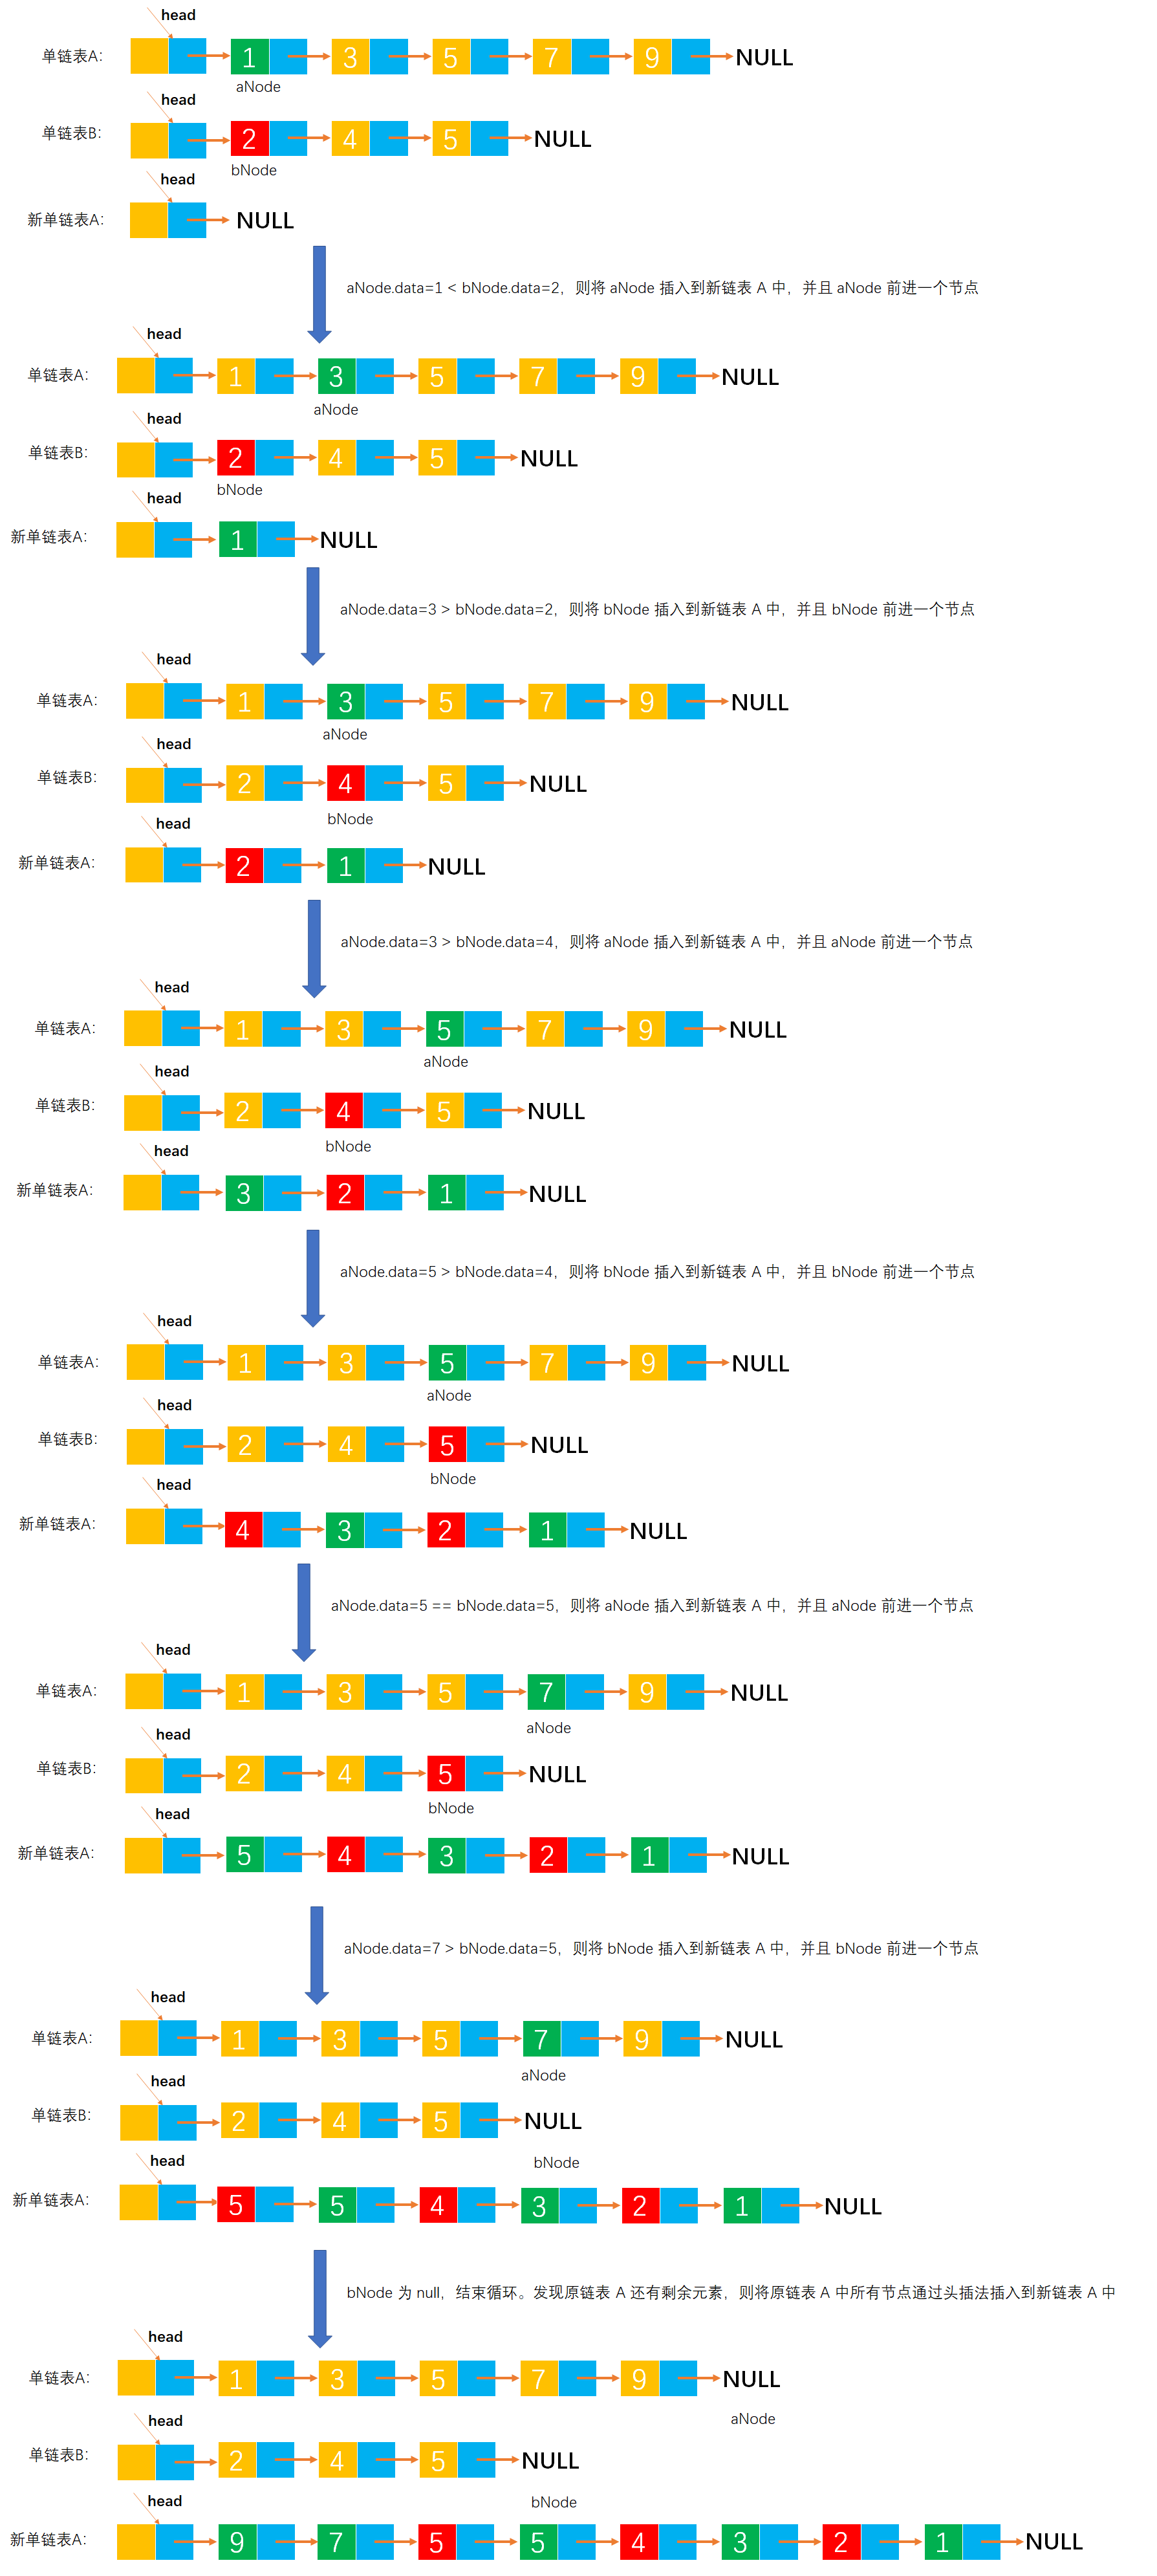 head
单链表A: 1 3 5 7 9 NULL
aNode
head
单链表B: 2 4 5 NULL
bNode
head
新单链表A: NULL
aNode.data=1 < bNode.data=2，则将 aNode 插入到新链表 A 中，并且 aNode 前进一个节点
head
单链表A: 1 3 5 7 9 NULL
aNode
head
单链表B: 2 4 5 NULL
bNode
head
新单链表A: 1 NULL
aNode.data=3 > bNode.data=2，则将 bNode 插入到新链表 A 中，并且 bNode 前进一个节点
head
单链表A: 1 3 5 7 9 NULL
aNode
head
单链表B: 2 4 5 NULL
bNode
head
新单链表A: 2 1 NULL
aNode.data=3 > bNode.data=4，则将 aNode 插入到新链表 A 中，并且 aNode 前进一个节点
head
单链表A: 1 3 5 7 9 NULL
aNode
head
单链表B: 2 4 5 NULL
bNode
head
新单链表A: 3 2 1 NULL
aNode.data=5 > bNode.data=4，则将 bNode 插入到新链表 A 中，并且 bNode 前进一个节点
head
单链表A: 1 3 5 7 9 NULL
aNode
head
单链表B: 2 4 5 NULL
bNode
head
新单链表A: 4 3 2 1 NULL
aNode.data=5 == bNode.data=5，则将 aNode 插入到新链表 A 中，并且 aNode 前进一个节点
head
单链表A: 1 3 5 7 9 NULL
aNode
head
单链表B: 2 4 5 NULL
bNode
head
新单链表A: 5 4 3 2 1 NULL
aNode.data=7 > bNode.data=5，则将 bNode 插入到新链表 A 中，并且 bNode 前进一个节点
head
单链表A: 1 3 5 7 9 NULL
aNode
head
单链表B: 2 4 5 NULL
bNode
head
新单链表A: 5 5 4 3 2 1 NULL
bNode 为 null，结束循环。发现原链表 A 还有剩余元素，则将原链表 A 中所有节点通过头插法插入到新链表 A 中
head
单链表A: 1 3 5 7 9 NULL
aNode
head
单链表B: 2 4 5 NULL
bNode
head
新单链表A: 9 7 5 5 4 3 2 1 NULL